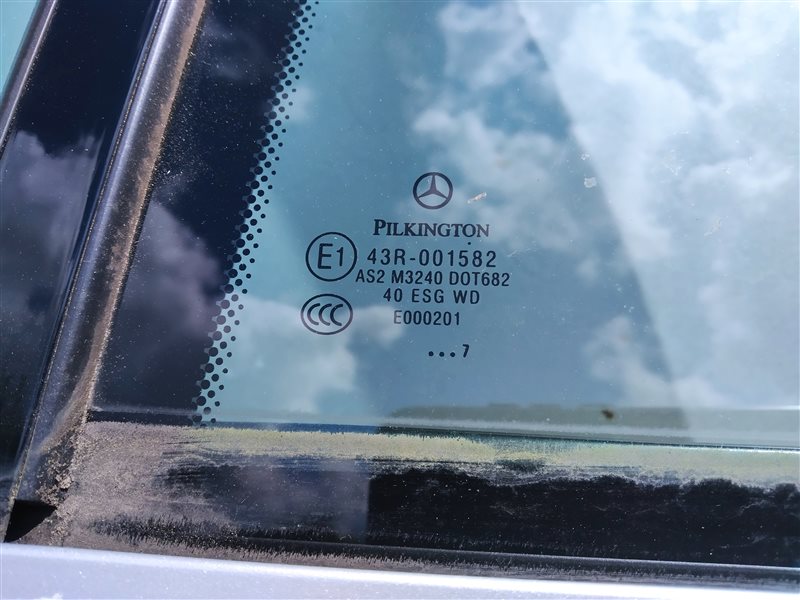 PILKINGTON
E1 43R-001582
AS2 M3240 DOT682
40 ESG WD
CCC E000201
...7